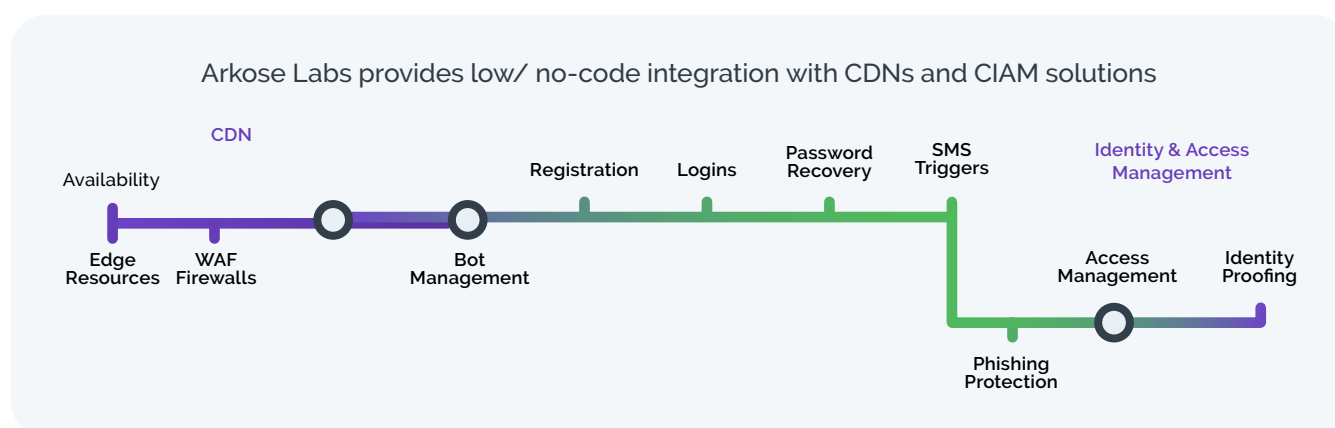 Arkose Labs provides low/ no-code integration with CDNs and CIAM solutions
CDN
Availability
Edge
Resources
WAF
Firewalls
Bot
Management
Registration
Logins
Password
Recovery
SMS
Triggers
Identity & Access
Management
Access
Management
Identity
Proofing
Phishing
Protection